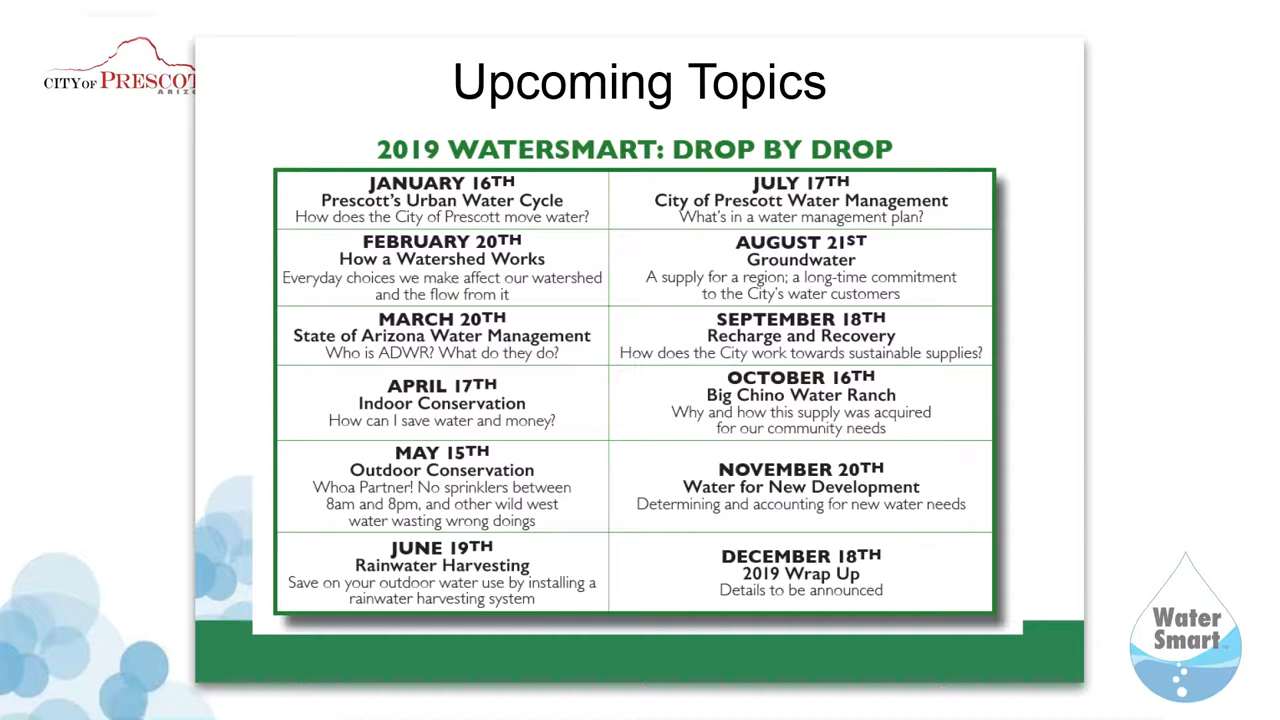 CITY OF PRESCOT
ARIZO
Upcoming Topics
2019 WATERSMART: DROP BY DROP
JANUARY 16TH
Prescott's Urban Water Cycle
How does the City of Prescott move water?
FEBRUARY 20TH
How a Watershed Works
Everyday choices we make affect our watershed
and the flow from it
MARCH 20TH
State of Arizona Water Management
Who is ADWR? What do they do?
APRIL 17TH
Indoor Conservation
How can I save water and money?
MAY 15TH
Outdoor Conservation
Whoa Partner! No sprinklers between
8am and 8pm, and other wild west
water wasting wrong doings
JUNE 19TH
Rainwater Harvesting
Save on your outdoor water use by installing a
rainwater harvesting system
JULY 17TH
City of Prescott Water Management
What's in a water management plan?
AUGUST 21ST
Groundwater
A supply for a region; a long-time commitment
to the City's water customers
SEPTEMBER 18TH
Recharge and Recovery
How does the City work towards sustainable supplies?
OCTOBER 16TH
Big Chino Water Ranch
Why and how this supply was acquired
for our community needs
NOVEMBER 20TH
Water for New Development
Determining and accounting for new water needs
DECEMBER 18TH
2019 Wrap Up
Details to be announced
Water
Smart